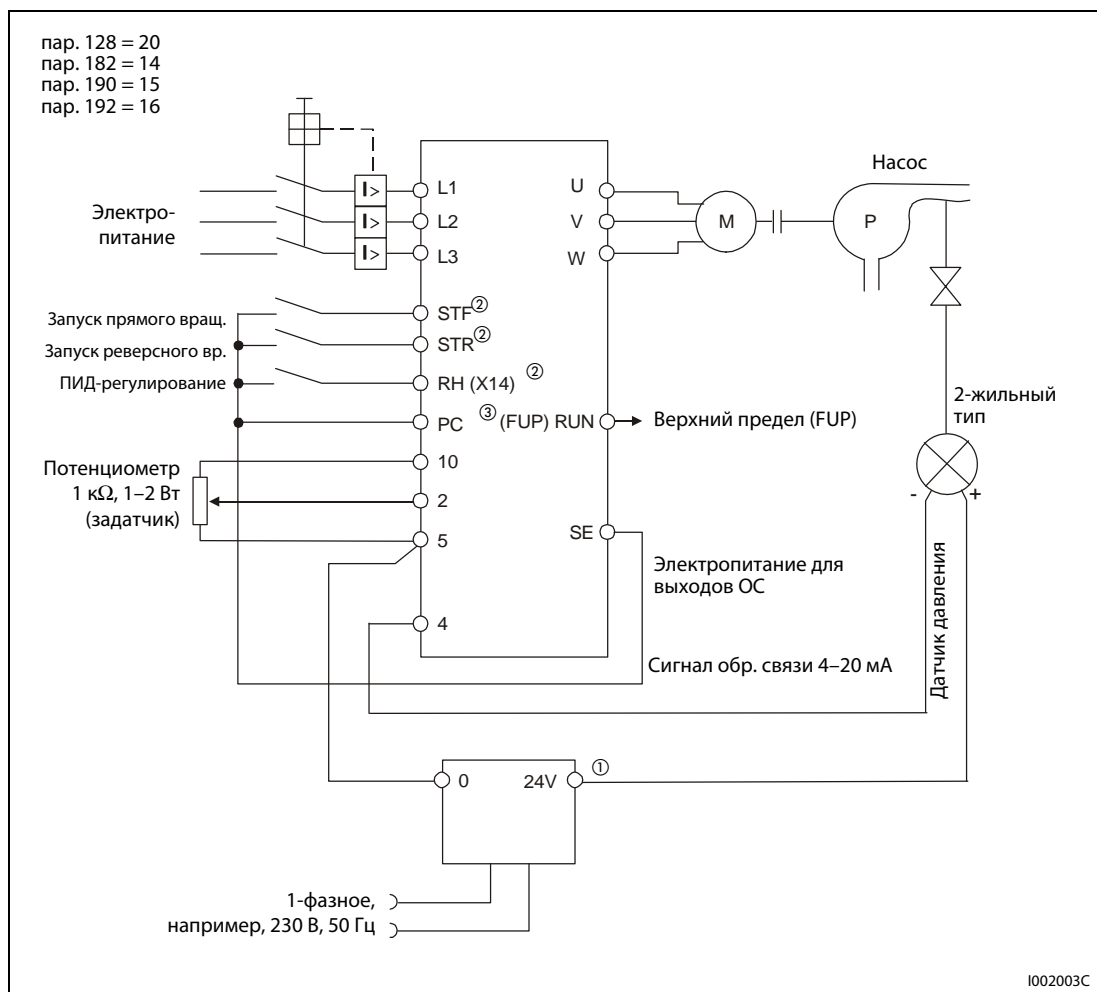 пар. 128 = 20
пар. 182 = 14
пар. 190 = 15
пар. 192 = 16
Насос
I>
L1
U
Электро-
питание
I>
L2
V
M
P
I>
L3
W
Запуск прямого вращ.
STF②
Запуск реверсного вр.
STR②
ПИД-регулирование
RH (X14) ②
2-жильный
тип
PC
③ (FUP) RUN
Верхний предел (FUP)
Потенциометр
1 кΩ, 1–2 Вт
(задатчик)
10
2
5
- +
SE
Электропитание для
выходов ОС
Датчик давления
4
Сигнал обр. связи 4–20 мА
0
24V
①
1-фазное,
например, 230 В, 50 Гц
I002003C